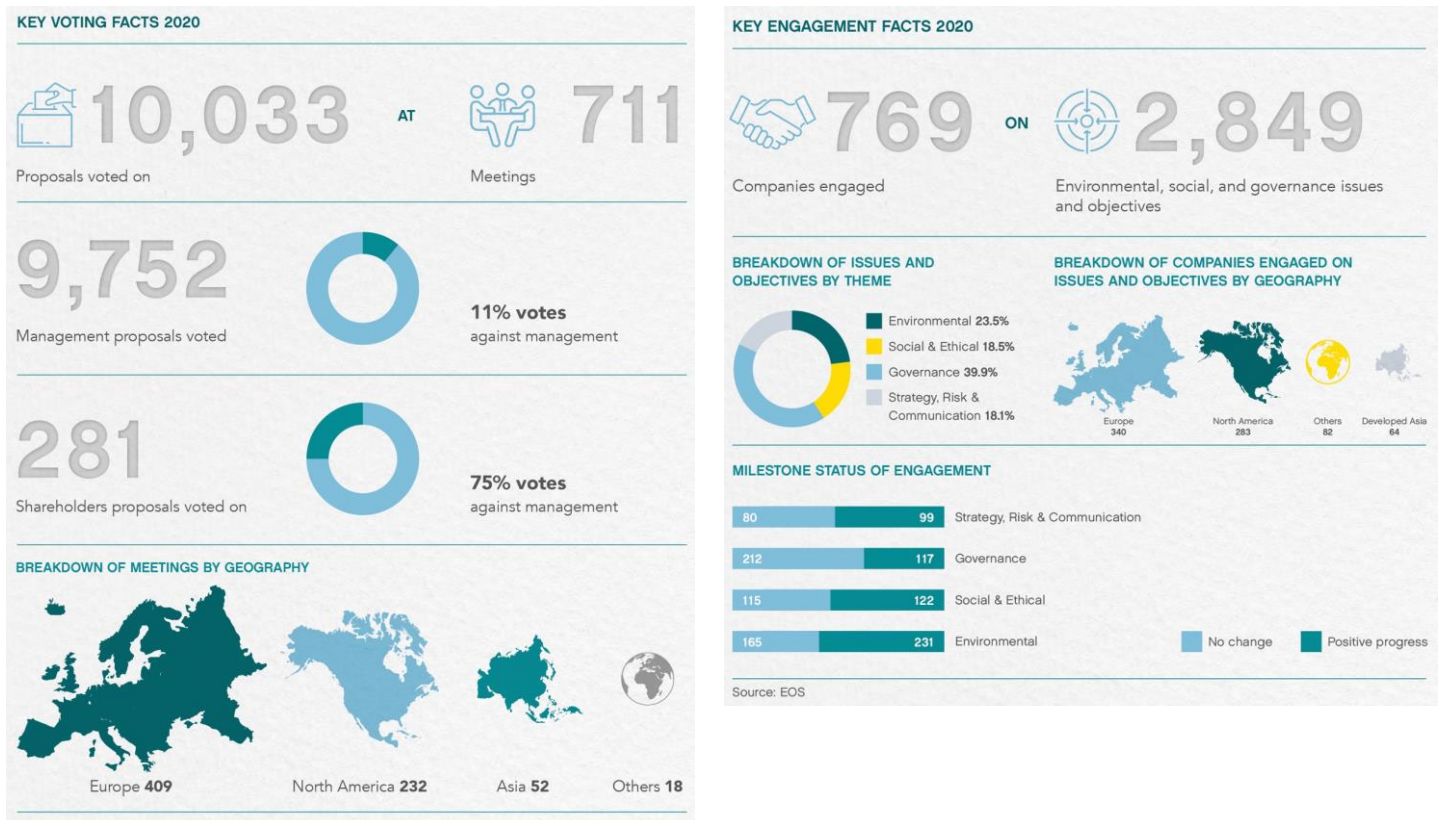 KEY VOTING FACTS 2020
10,033
AT
711
Proposals voted on
Meetings
9,752
Management proposals voted
11% votes
against management
281
Shareholders proposals voted on
75% votes
against management
BREAKDOWN OF MEETINGS BY GEOGRAPHY
Europe 409
North America 232
Asia 52
Others 18
KEY ENGAGEMENT FACTS 2020
769
ON
2,849
Companies engaged
Environmental, social, and governance issues
and objectives
BREAKDOWN OF ISSUES AND
OBJECTIVES BY THEME
Environmental 23.5%
Social & Ethical 18.5%
Governance 39.9%
Strategy, Risk &
Communication 18.1%
BREAKDOWN OF COMPANIES ENGAGED ON
ISSUES AND OBJECTIVES BY GEOGRAPHY
Europe
340
North America
283
Others
82
Developed Asia
64
MILESTONE STATUS OF ENGAGEMENT
80 99 Strategy, Risk & Communication
212 117 Governance
115 122 Social & Ethical
165 231 Environmental
No change
Positive progress
Source: EOS